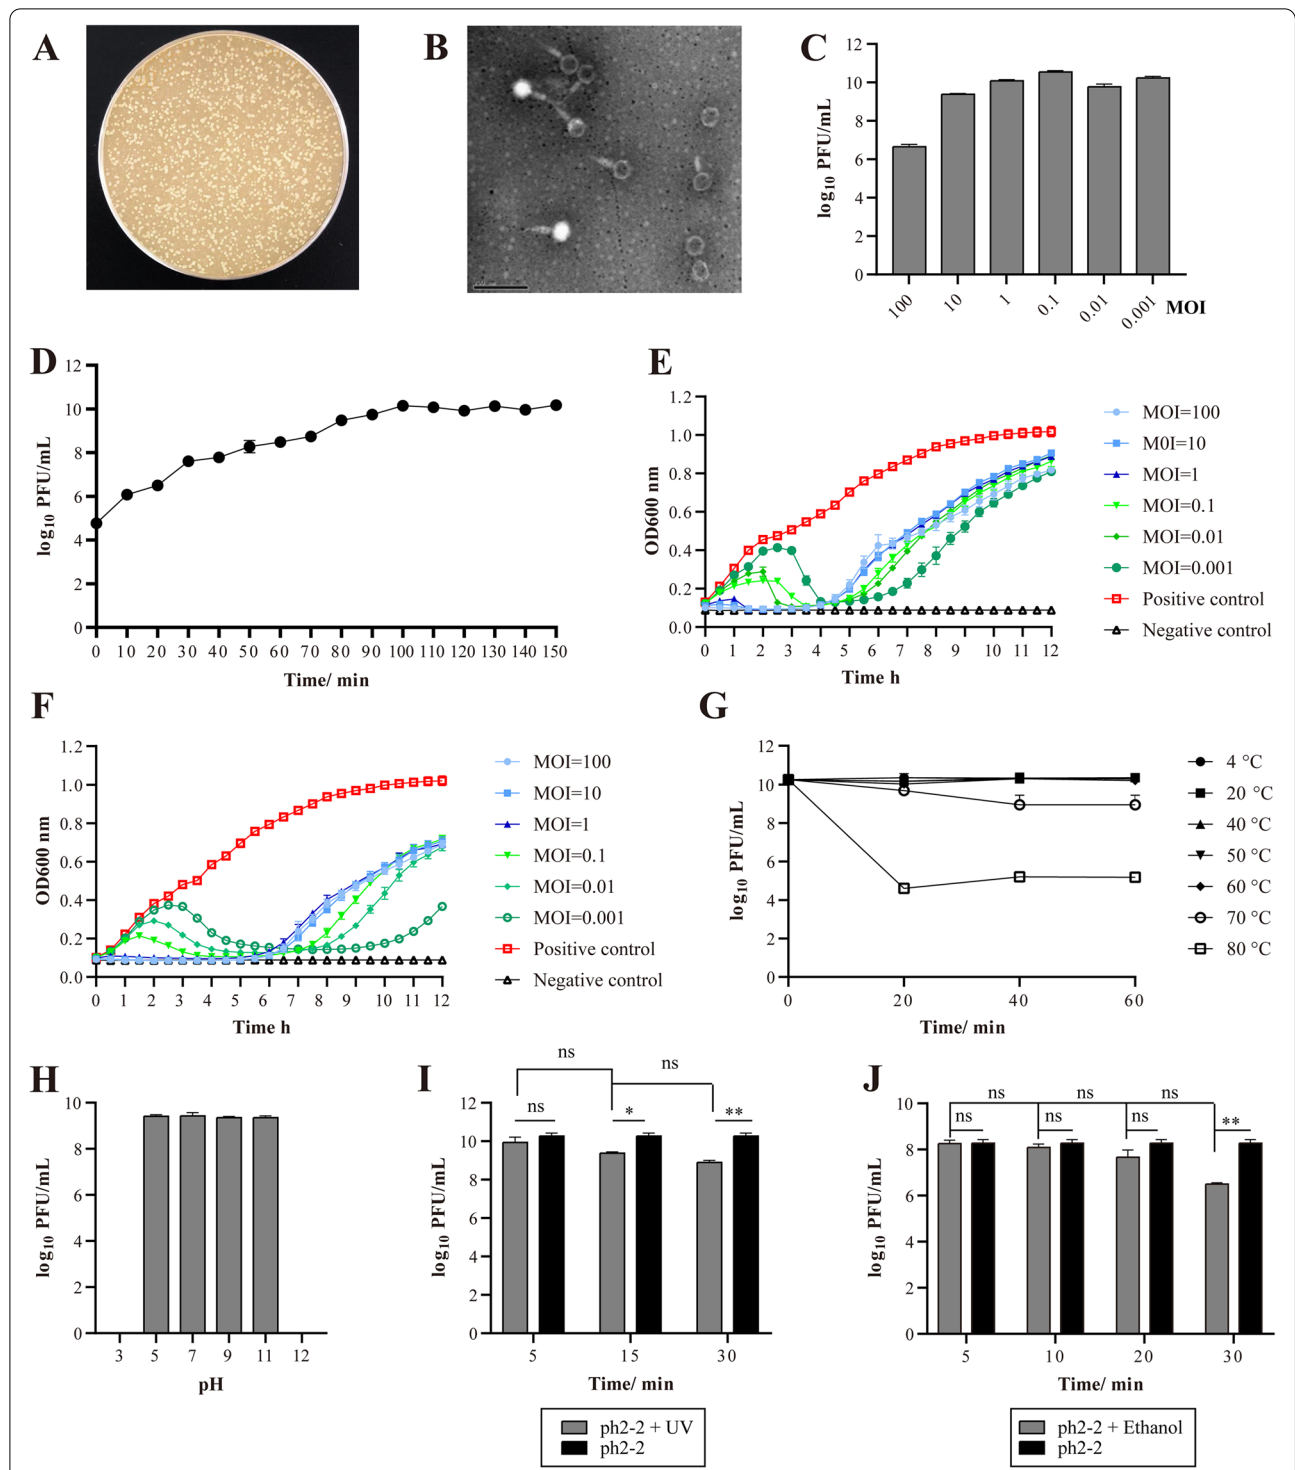 A
B
C
12
10
8
6
4
2
0
log10 PFU/mL
100
10
1
0.1
0.01
0.001
MOI
D
12
10
8
6
4
2
0
log10 PFU/mL
0 10 20 30 40 50 60 70 80 90 100 110 120 130 140 150
Time/ min
E
1.2
1.0
0.8
0.6
0.4
0.2
0.0
OD600 nm
0 1 2 3 4 5 6 7 8 9 10 11 12
Time h
MOI=100
M0I=10
MOI=1
MOI=0.1
MOI=0.01
MOI=0.001
Positive control
Negative control
F
1.2
1.0
0.8
0.6
0.4
0.2
0.0
OD600 nm
0 1 2 3 4 5 6 7 8 9 10 11 12
Time h
MOI=100
MOI=10
MOI=1
MOI=0.1
MOI=0.01
MOI=0.001
Positive control
Negative control
G
12
10
8
6
4
2
0
log10 PFU/mL
0 20 40 60
Time/ min
4 °C
20 °C
40 °C
50 °C
60 °C
70 °C
80 °C
H
10
8
6
4
2
0
log10 PFU/mL
3 5 7 9 11 12
pH
I
ns
ns
ns * **
12
10
8
6
4
2
0
log10 PFU/mL
5 15 30
Time/ min
ph2-2 + UV
ph2-2
J
ns ns ns
ns ns ns **
10
8
6
4
2
0
log10 PFU/mL
5 10 20 30
Time/ min
ph2-2 + Ethanol
ph2-2